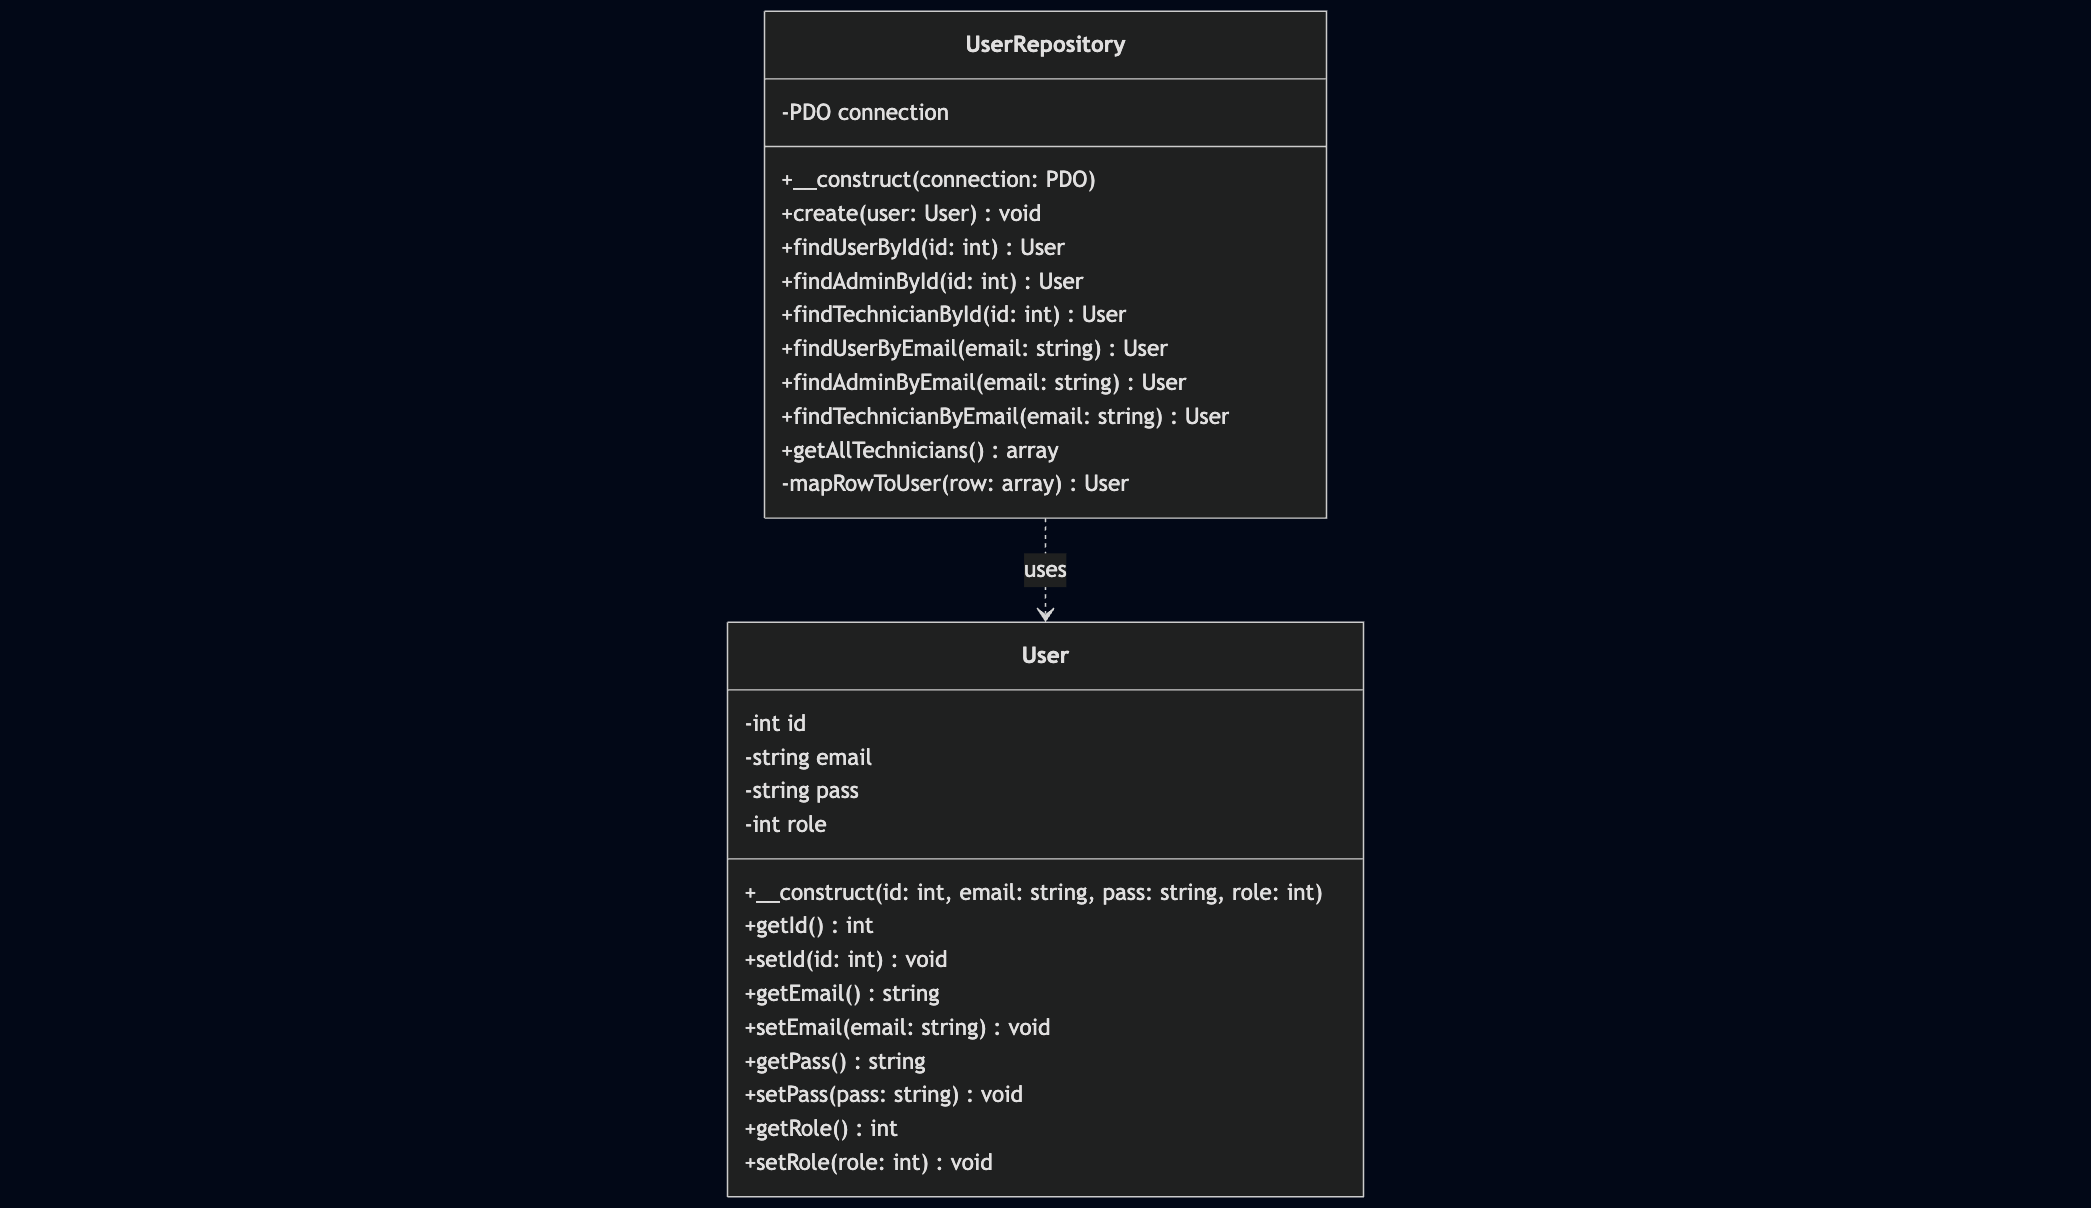 UserRepository
-PDO connection
+__construct(connection: PDO)
+create(user: User) : void
+findUserById(id: int) : User
+findAdminById(id: int) : User
+findTechnicianById(id: int) : User
+findUserByEmail(email: string) : User
+findAdminByEmail(email: string) : User
+findTechnicianByEmail(email: string) : User
+getAllTechnicians() : array
-mapRowToUser(row: array) : User
uses
User
-int id
-string email
-string pass
-int role
+__construct(id: int, email: string, pass: string, role: int)
+getId() : int
+setId(id: int) : void
+getEmail() : string
+setEmail(email: string) : void
+getPass() : string
+setPass(pass: string) : void
+getRole() : int
+setRole(role: int) : void